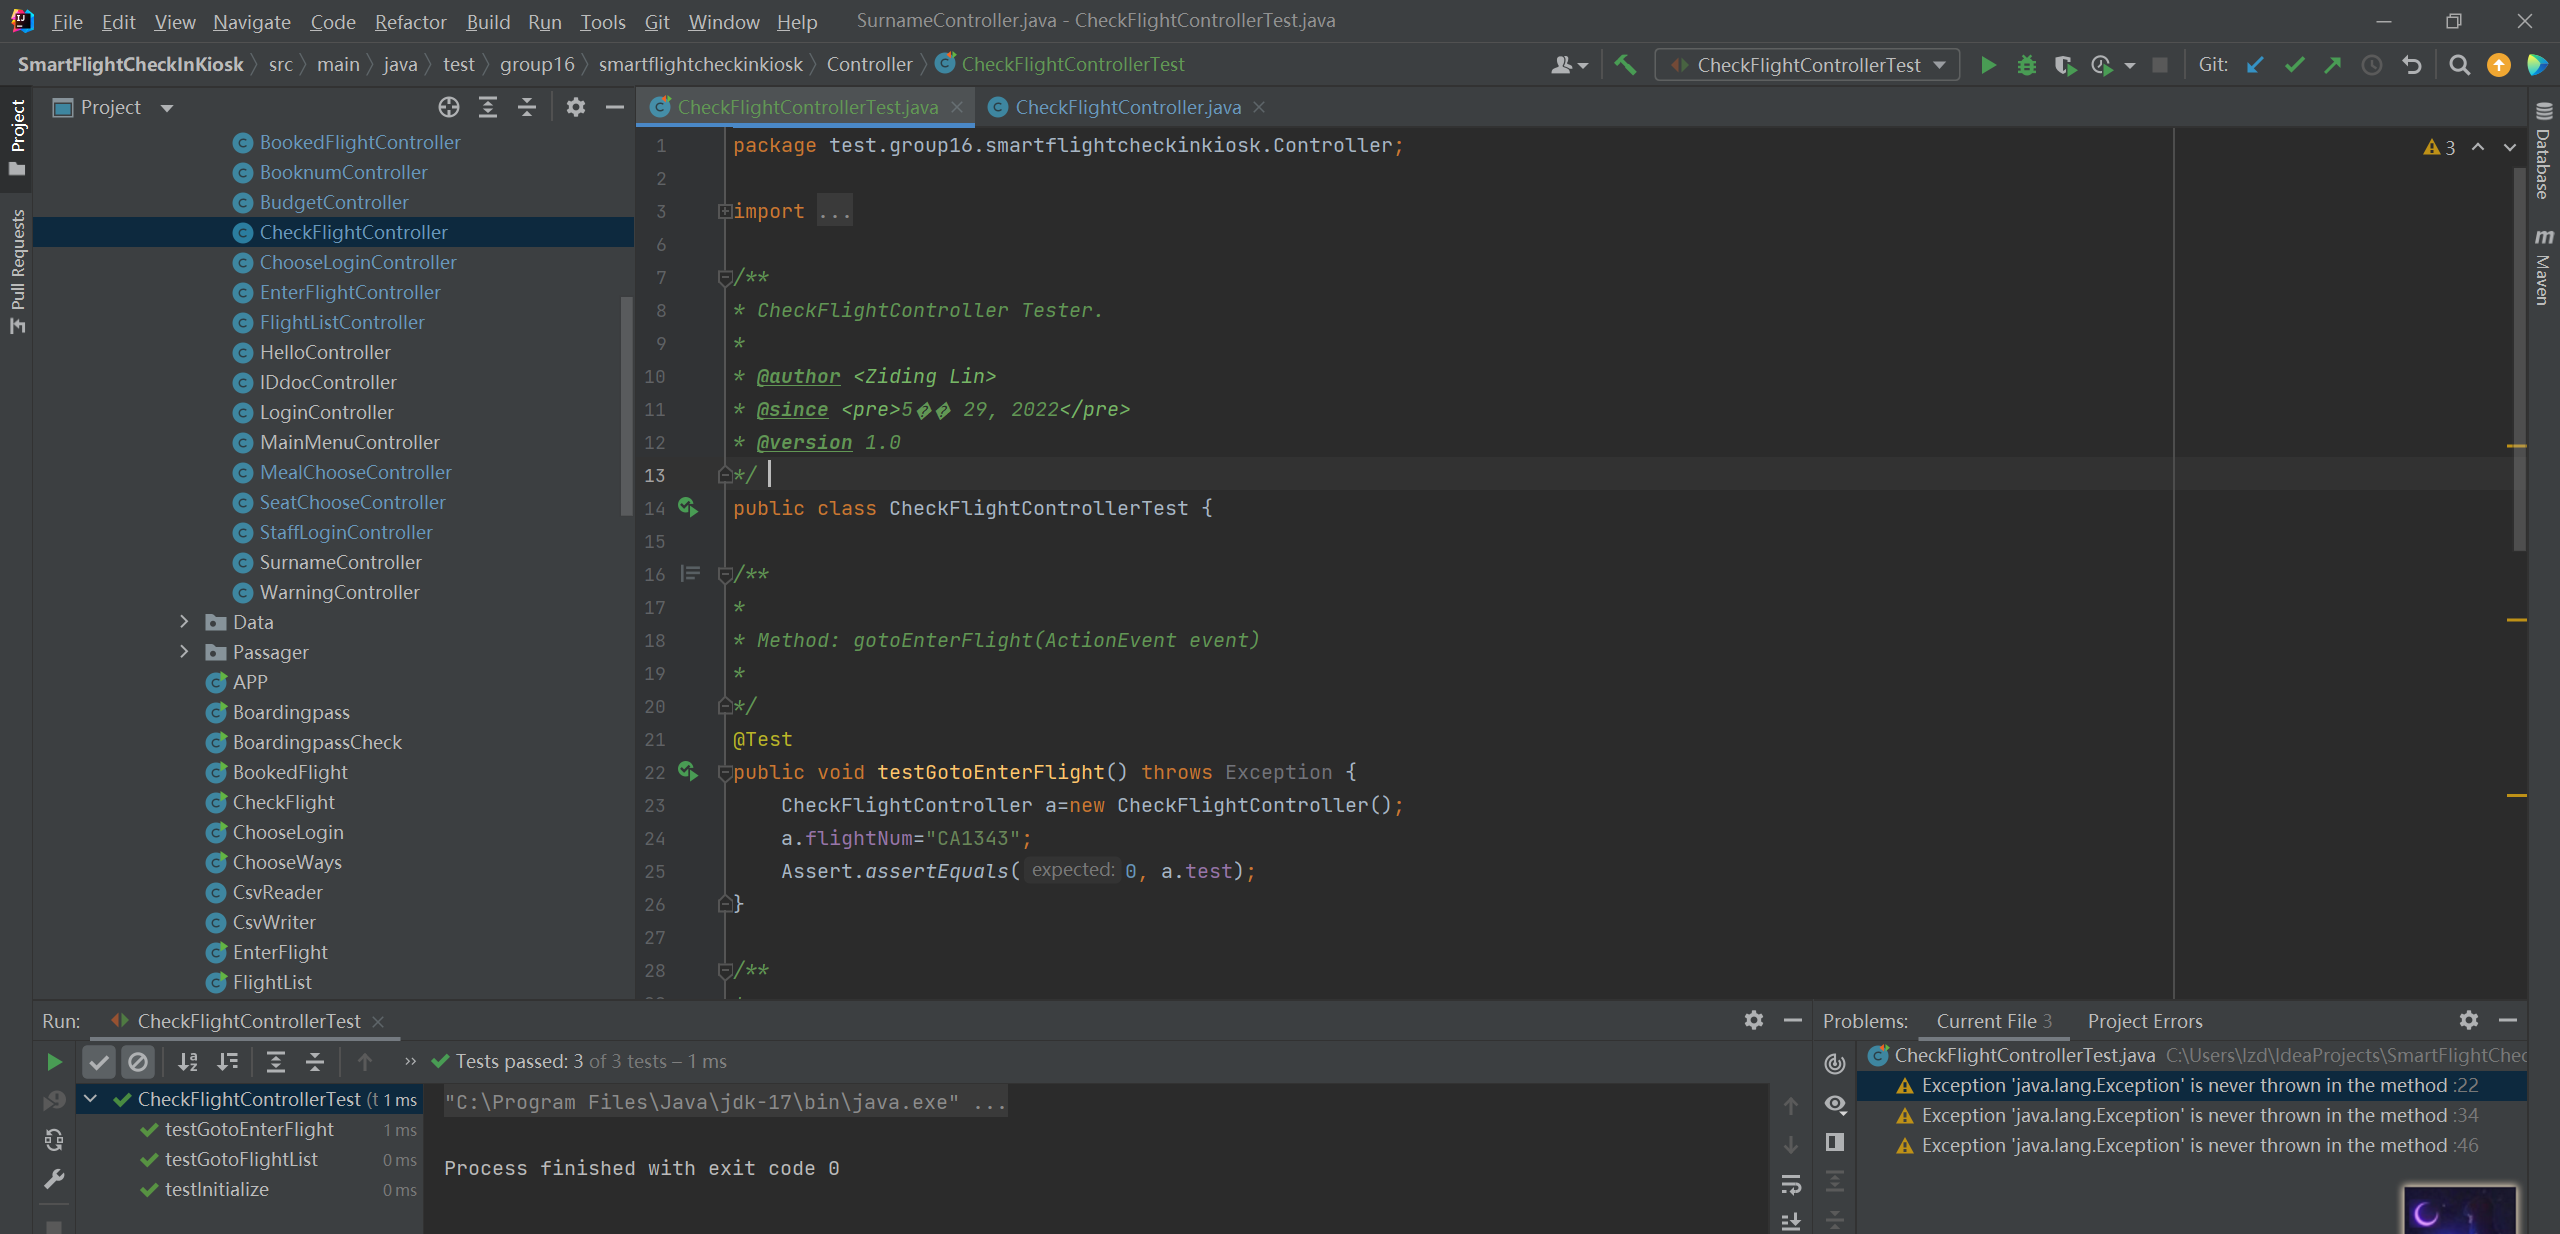 File Edit View Navigate Code Refactor Build Run Tools Git Window Help SurnameController.java - CheckFlightControllerTest.java
SmartFlightCheckInKiosk src main java test group16 smartflightcheckinkiosk Controller CheckFlightControllerTest CheckFlightControllerTest Git:
Project
Pull Requests
Project
BookedFlightController
BooknumController
BudgetController
CheckFlightController
ChooseLoginController
EnterFlightController
FlightListController
HelloController
IDdocController
LoginController
MainMenuController
MealChooseController
SeatChooseController
StaffLoginController
SurnameController
WarningController
Data
Passager
APP
Boardingpass
BoardingpassCheck
BookedFlight
CheckFlight
ChooseLogin
ChooseWays
CsvReader
CsvWriter
EnterFlight
FlightList
CheckFlightControllerTest.java CheckFlightController.java
1 package test.group16.smartflightcheckinkiosk.Controller;
2
3 import ...
6
7 /**
8 * CheckFlightController Tester.
9 *
10 * @author <Ziding Lin>
11 * @since <pre>5�� 29, 2022</pre>
12 * @version 1.0
13 */
14 public class CheckFlightControllerTest {
15
16 /**
17 *
18 * Method: gotoEnterFlight(ActionEvent event)
19 *
20 */
21 @Test
22 public void testGotoEnterFlight() throws Exception {
23 CheckFlightController a=new CheckFlightController();
24 a.flightNum="CA1343";
25 Assert.assertEquals( expected: 0, a.test);
26 }
27
28 /**
3
Database
Maven
Run: CheckFlightControllerTest
Tests passed: 3 of 3 tests – 1 ms
CheckFlightControllerTest (t 1 ms
testGotoEnterFlight 1 ms
testGotoFlightList 0 ms
testInitialize 0 ms
"C:\Program Files\Java\jdk-17\bin\java.exe" ...
Process finished with exit code 0
Problems: Current File 3 Project Errors
CheckFlightControllerTest.java C:\Users\lzd\IdeaProjects\SmartFlightChec
Exception 'java.lang.Exception' is never thrown in the method :22
Exception 'java.lang.Exception' is never thrown in the method :34
Exception 'java.lang.Exception' is never thrown in the method :46